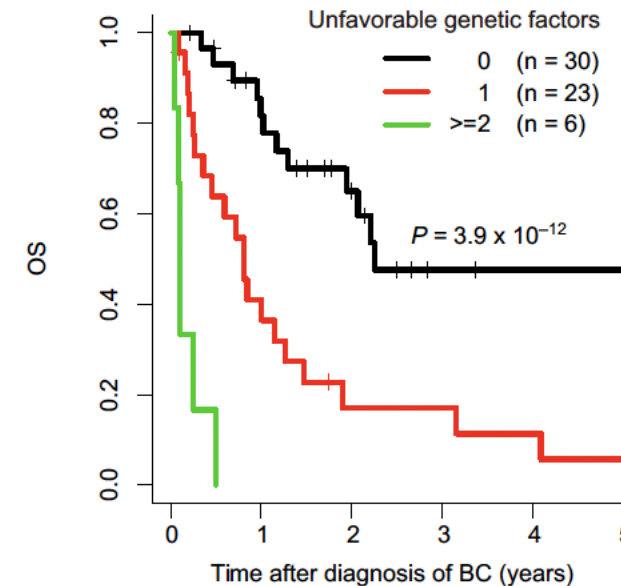 Unfavorable genetic factors
0 (n = 30)
1 (n = 23)
>=2 (n = 6)
P = 3.9 x 10⁻¹²
OS
1.0
0.8
0.6
0.4
0.2
0.0
0 1 2 3 4 5
Time after diagnosis of BC (years)